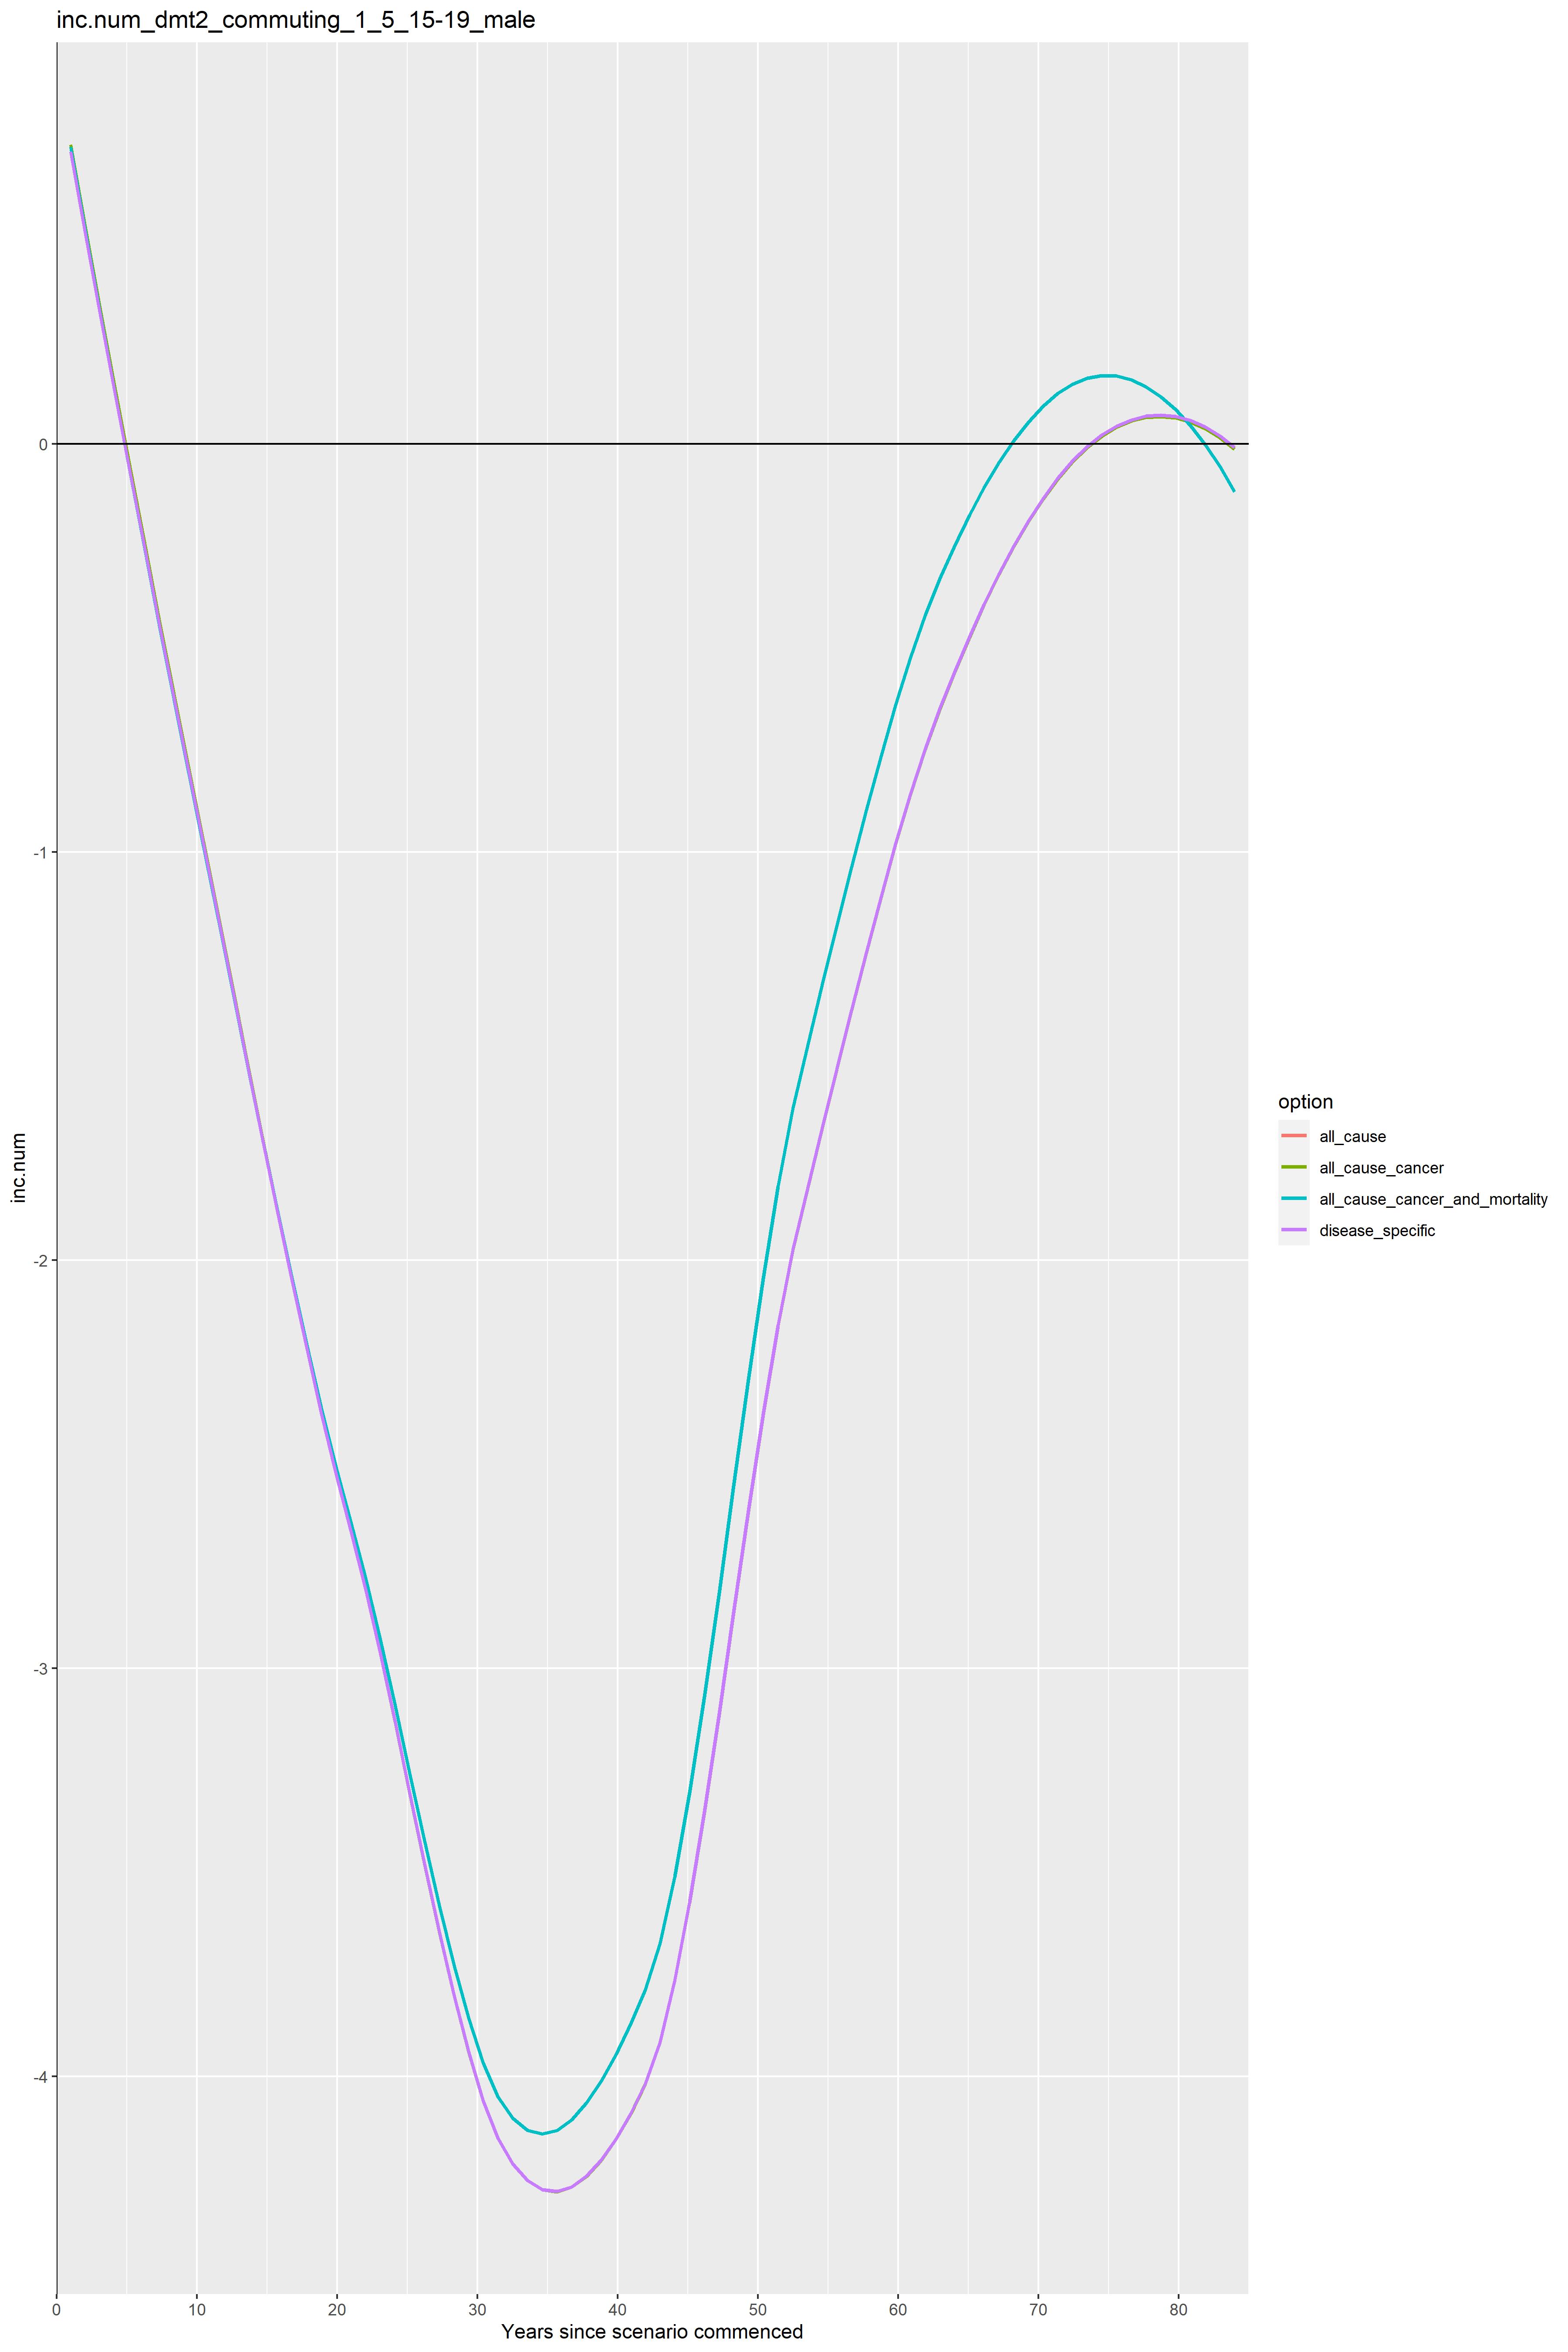 inc.num_dmt2_commuting_1_5_15-19_male
inc.num
0
-1
-2
-3
-4
0 10 20 30 40 50 60 70 80
Years since scenario commenced
option
all_cause
all_cause_cancer
all_cause_cancer_and_mortality
disease_specific